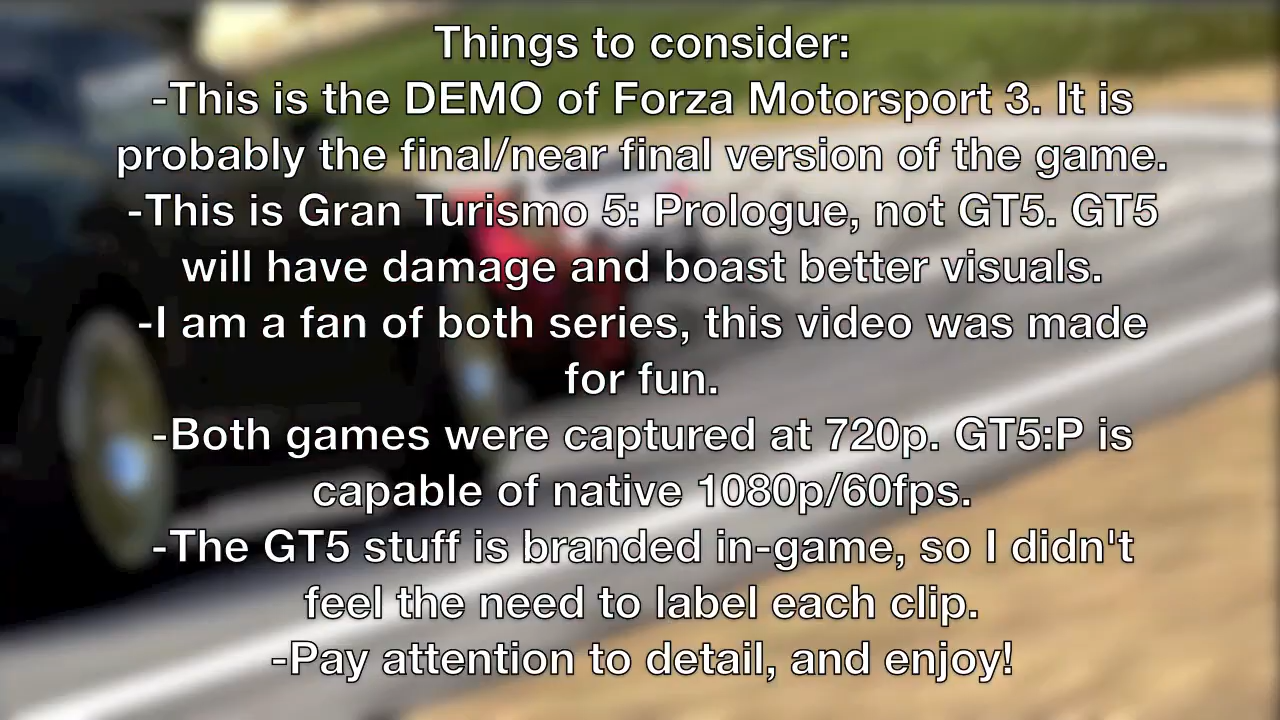 Things to consider:
-This is the DEMO of Forza Motorsport 3. It is
probably the final/near final version of the game.
-This is Gran Turismo 5: Prologue, not GT5. GT5
will have damage and boast better visuals.
-I am a fan of both series, this video was made
for fun.
-Both games were captured at 720p. GT5:P is
capable of native 1080p/60fps.
-The GT5 stuff is branded in-game, so I didn't
feel the need to label each clip.
-Pay attention to detail, and enjoy!